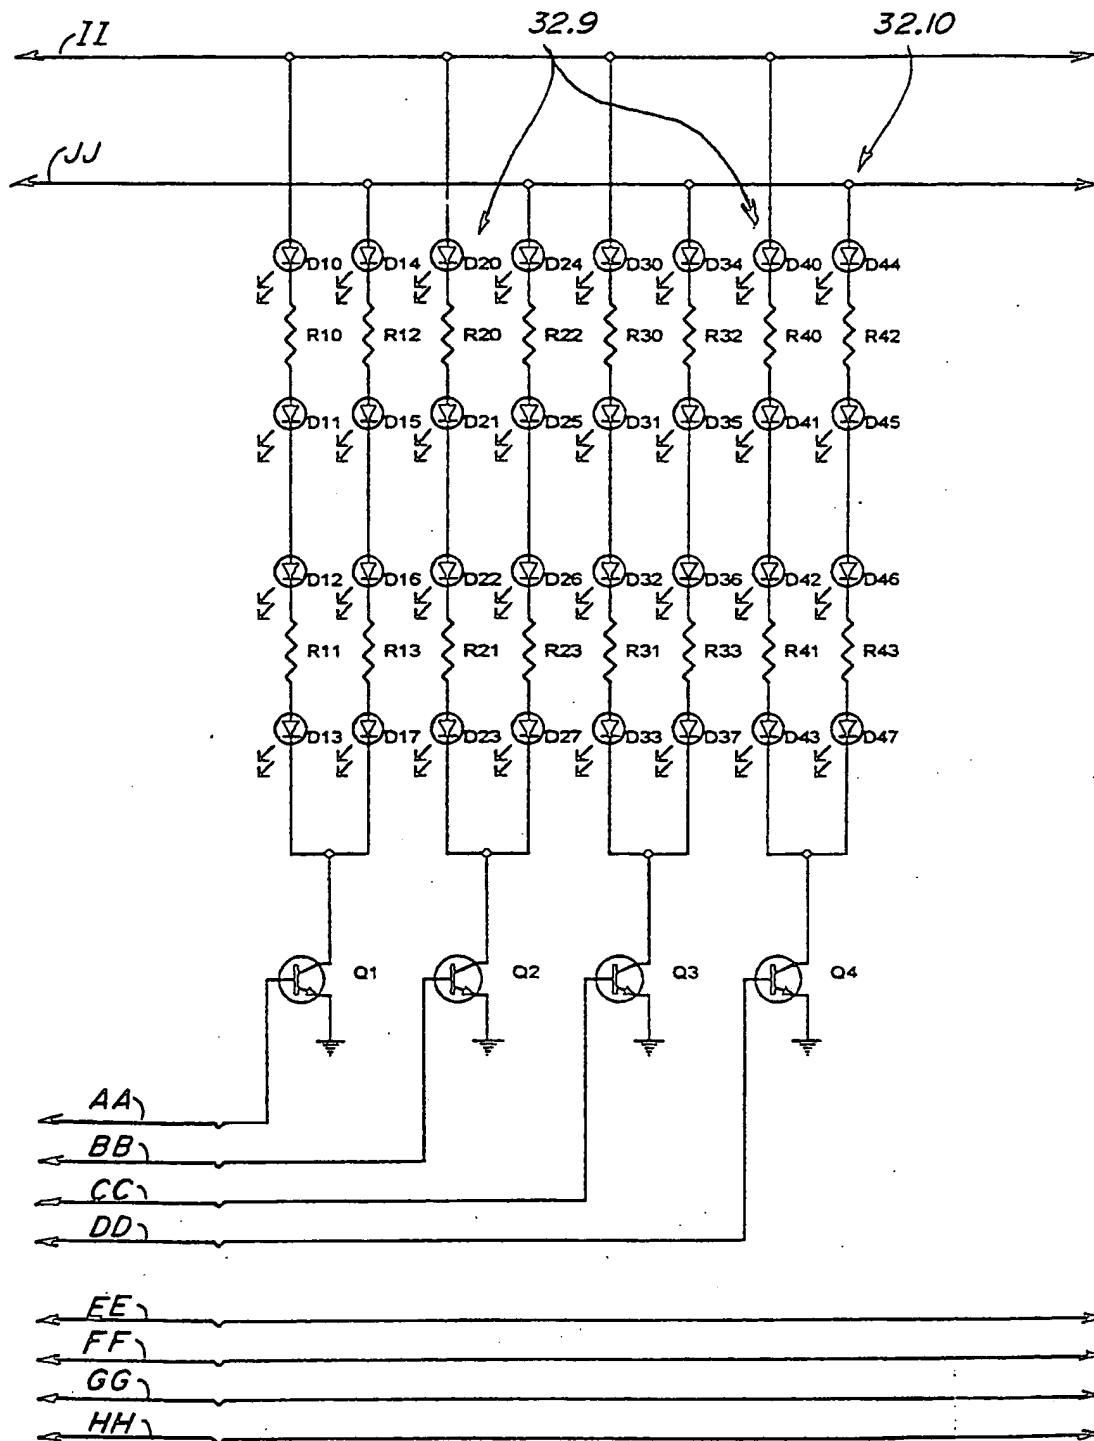 32.9 32.10
II
JJ
D10 D14 D20 D24 D30 D34 D40 D44
R10 R12 R20 R22 R30 R32 R40 R42
D11 D15 D21 D25 D31 D35 D41 D45
D12 D16 D22 D26 D32 D36 D42 D46
R11 R13 R21 R23 R31 R33 R41 R43
D13 D17 D23 D27 D33 D37 D43 D47
Q1 Q2 Q3 Q4
AA
BB
CC
DD
EE
FF
GG
HH